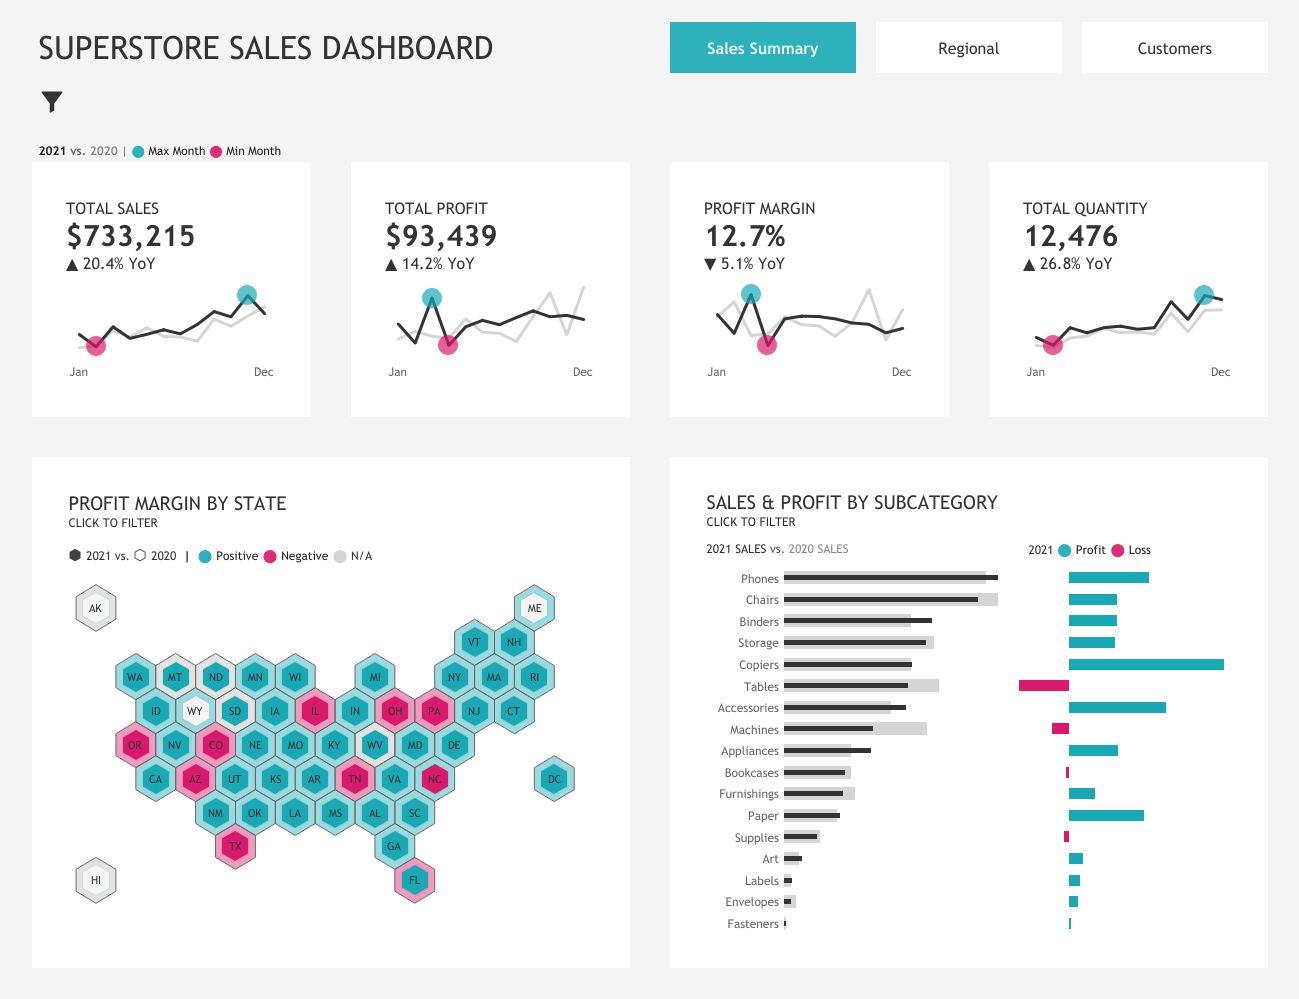 SUPERSTORE SALES DASHBOARD
Sales Summary
Regional
Customers
2021 vs. 2020 | Max Month Min Month
TOTAL SALES
$733,215
▲ 20.4% YoY
Jan Dec
TOTAL PROFIT
$93,439
▲ 14.2% YoY
Jan Dec
PROFIT MARGIN
12.7%
▼ 5.1% YoY
Jan Dec
TOTAL QUANTITY
12,476
▲ 26.8% YoY
Jan Dec
PROFIT MARGIN BY STATE
CLICK TO FILTER
2021 vs. 2020 | Positive Negative N/A
AK ME
VT NH
WA MT ND MN WI MI NY MA RI
ID WY SD IA IL IN OH PA NJ CT
OR NV CO NE MO KY WV MD DE
CA AZ UT KS AR TN VA NC DC
NM OK LA MS AL SC
TX GA
HI FL
SALES & PROFIT BY SUBCATEGORY
CLICK TO FILTER
2021 SALES vs. 2020 SALES
2021 Profit Loss
Phones
Chairs
Binders
Storage
Copiers
Tables
Accessories
Machines
Appliances
Bookcases
Furnishings
Paper
Supplies
Art
Labels
Envelopes
Fasteners